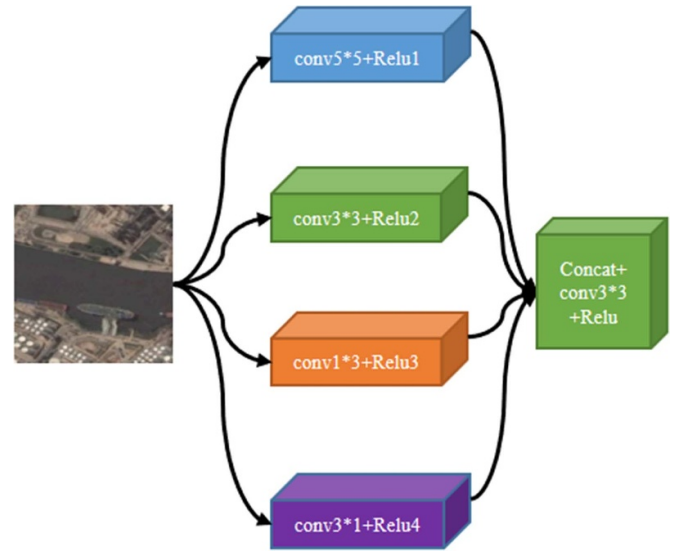 conv5*5+Relu1
conv3*3+Relu2
conv1*3+Relu3
conv3*1+Relu4
Concat+
conv3*3
+Relu